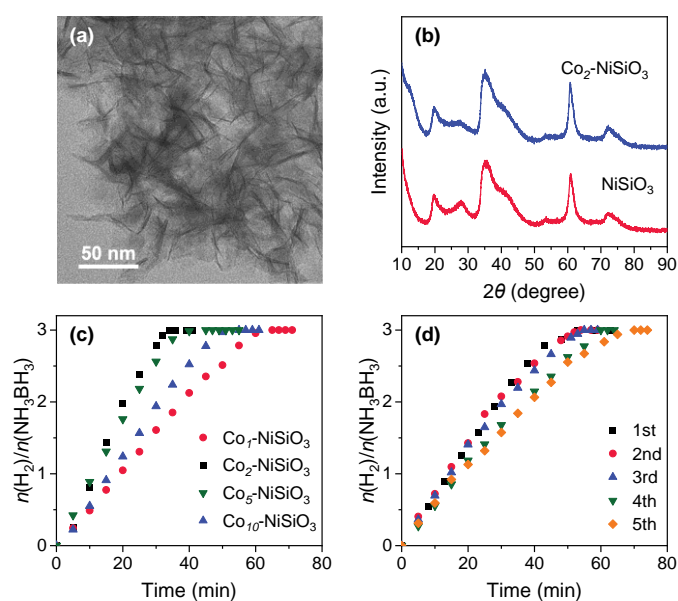 (a)
50 nm
(b)
Co2-NiSiO3
NiSiO3
Intensity (a.u.)
10 20 30 40 50 60 70 80 90
2θ (degree)
(c)
3
2
1
0
n(H2)/n(NH3BH3)
Co1-NiSiO3
Co2-NiSiO3
Co5-NiSiO3
Co10-NiSiO3
0 20 40 60 80
Time (min)
(d)
3
2
1
0
n(H2)/n(NH3BH3)
1st
2nd
3rd
4th
5th
0 20 40 60 80
Time (min)